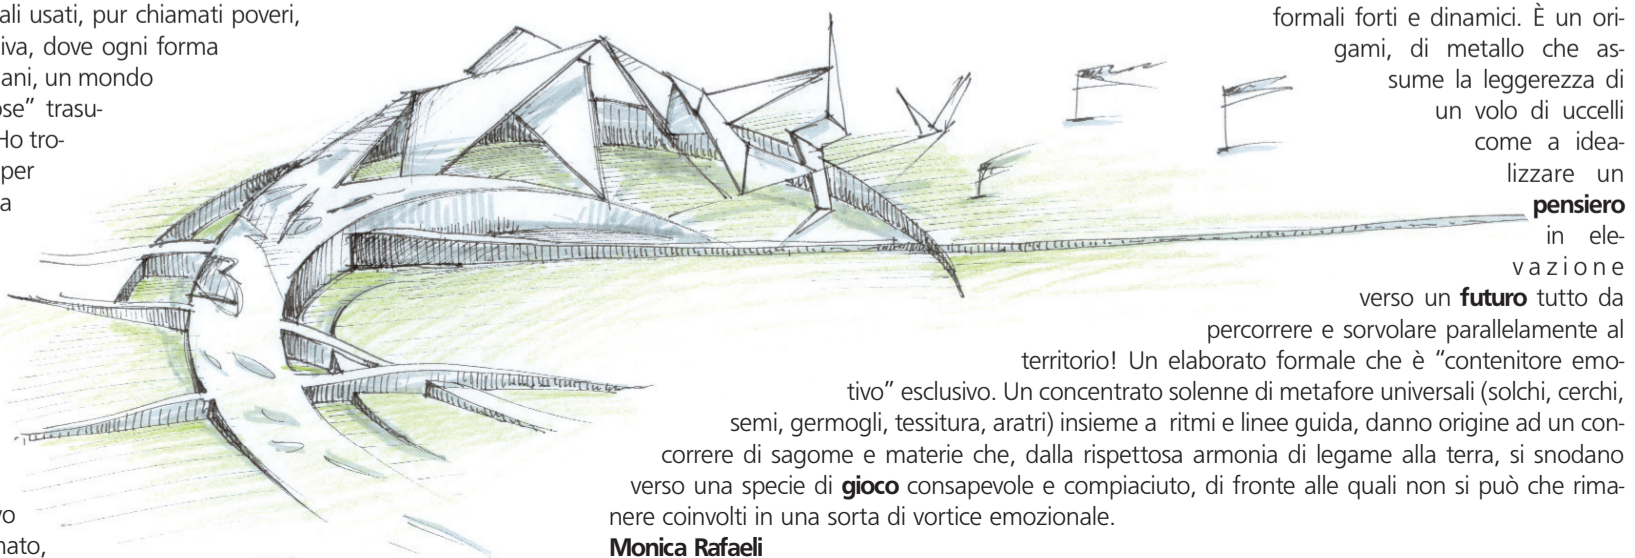 ali usati, pur chiamati poveri,
iva, dove ogni forma
ani, un mondo
ose” trasu-
Ho tro-
per
a
vo
nato,
formali forti e dinamici. È un ori-
gami, di metallo che as-
sume la leggerezza di
un volo di uccelli
come a idea-
lizzare un
pensiero
in ele-
vazione
verso un futuro tutto da
percorrere e sorvolare parallelamente al
territorio! Un elaborato formale che è “contenitore emo-
tivo” esclusivo. Un concentrato solenne di metafore universali (solchi, cerchi,
semi, germogli, tessitura, aratri) insieme a ritmi e linee guida, danno origine ad un con-
correre di sagome e materie che, dalla rispettosa armonia di legame alla terra, si snodano
verso una specie di gioco consapevole e compiaciuto, di fronte alle quali non si può che rima-
nere coinvolti in una sorta di vortice emozionale.
Monica Rafaeli